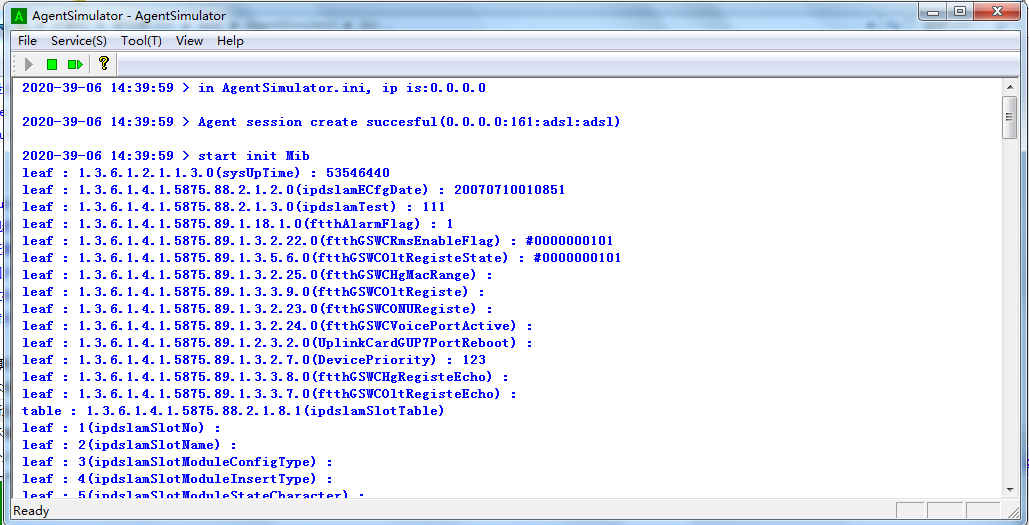 AgentSimulator - AgentSimulator
File Service(S) Tool(T) View Help
2020-39-06 14:39:59 > in AgentSimulator.ini, ip is:0.0.0.0
2020-39-06 14:39:59 > Agent session create succesful(0.0.0.0:161:adsl:adsl)
2020-39-06 14:39:59 > start init Mib
leaf : 1.3.6.1.2.1.1.3.0(sysUpTime) : 53546440
leaf : 1.3.6.1.4.1.5875.88.2.1.2.0(ipdslamECfgDate) : 20070710010851
leaf : 1.3.6.1.4.1.5875.88.2.1.3.0(ipdslamTest) : 111
leaf : 1.3.6.1.4.1.5875.89.1.18.1.0(ftthAlarmFlag) : 1
leaf : 1.3.6.1.4.1.5875.89.1.3.2.22.0(ftthGSWCRmsEnableFlag) : #0000000101
leaf : 1.3.6.1.4.1.5875.89.1.3.5.6.0(ftthGSWCOltRegisteState) : #0000000101
leaf : 1.3.6.1.4.1.5875.89.1.3.2.25.0(ftthGSWCHgMacRange) :
leaf : 1.3.6.1.4.1.5875.89.1.3.3.9.0(ftthGSWCOltRegiste) :
leaf : 1.3.6.1.4.1.5875.89.1.3.2.23.0(ftthGSWCONURegiste) :
leaf : 1.3.6.1.4.1.5875.89.1.3.2.24.0(ftthGSWCVoicePortActive) :
leaf : 1.3.6.1.4.1.5875.89.1.2.3.2.0(UplinkCardGUP7PortReboot) :
leaf : 1.3.6.1.4.1.5875.89.1.3.2.7.0(DevicePriority) : 123
leaf : 1.3.6.1.4.1.5875.89.1.3.3.8.0(ftthGSWCHgRegisteEcho) :
leaf : 1.3.6.1.4.1.5875.89.1.3.3.7.0(ftthGSWCOltRegisteEcho) :
table : 1.3.6.1.4.1.5875.88.2.1.8.1(ipdslamSlotTable)
leaf : 1(ipdslamSlotNo) :
leaf : 2(ipdslamSlotName) :
leaf : 3(ipdslamSlotModuleConfigType) :
leaf : 4(ipdslamSlotModuleInsertType) :
leaf : 5(ipdslamSlotModuleStateCharacter) :
Ready